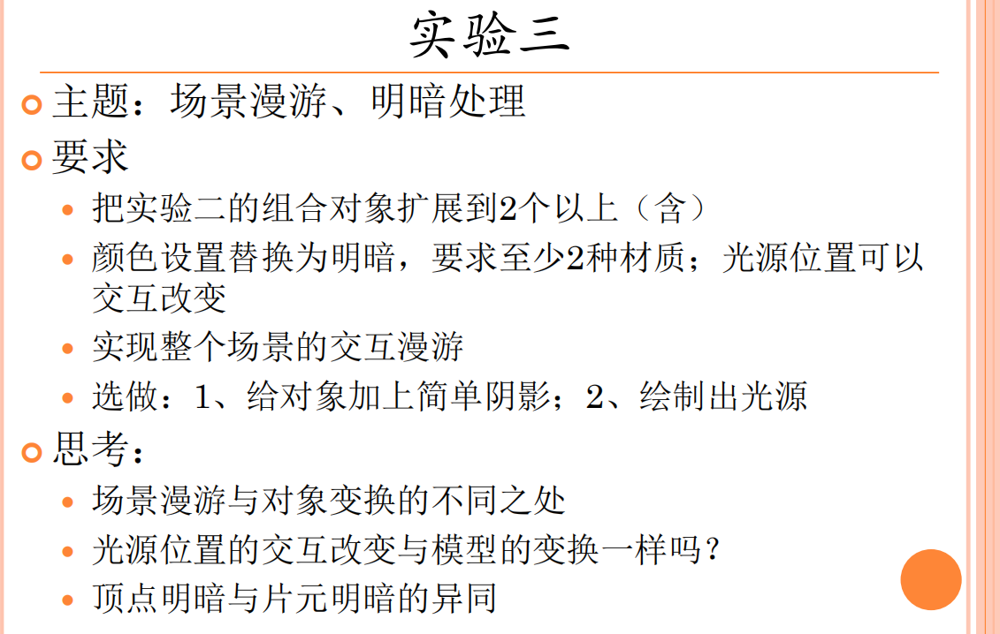 实验三
主题：场景漫游、明暗处理
要求
把实验二的组合对象扩展到2个以上（含）
颜色设置替换为明暗，要求至少2种材质；光源位置可以
交互改变
实现整个场景的交互漫游
选做：1、给对象加上简单阴影；2、绘制出光源
思考：
场景漫游与对象变换的不同之处
光源位置的交互改变与模型的变换一样吗？
顶点明暗与片元明暗的异同